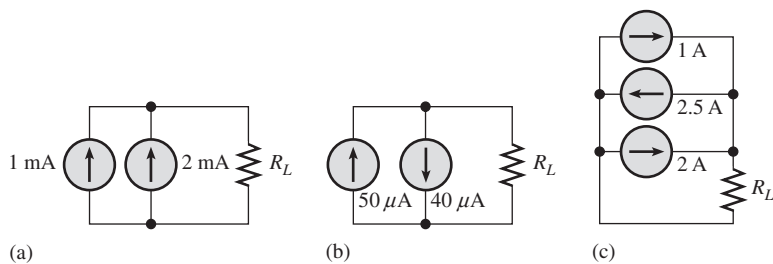 1 mA
2 mA
R_L
(a)
50 μA
40 μA
R_L
(b)
1 A
2.5 A
2 A
R_L
(c)